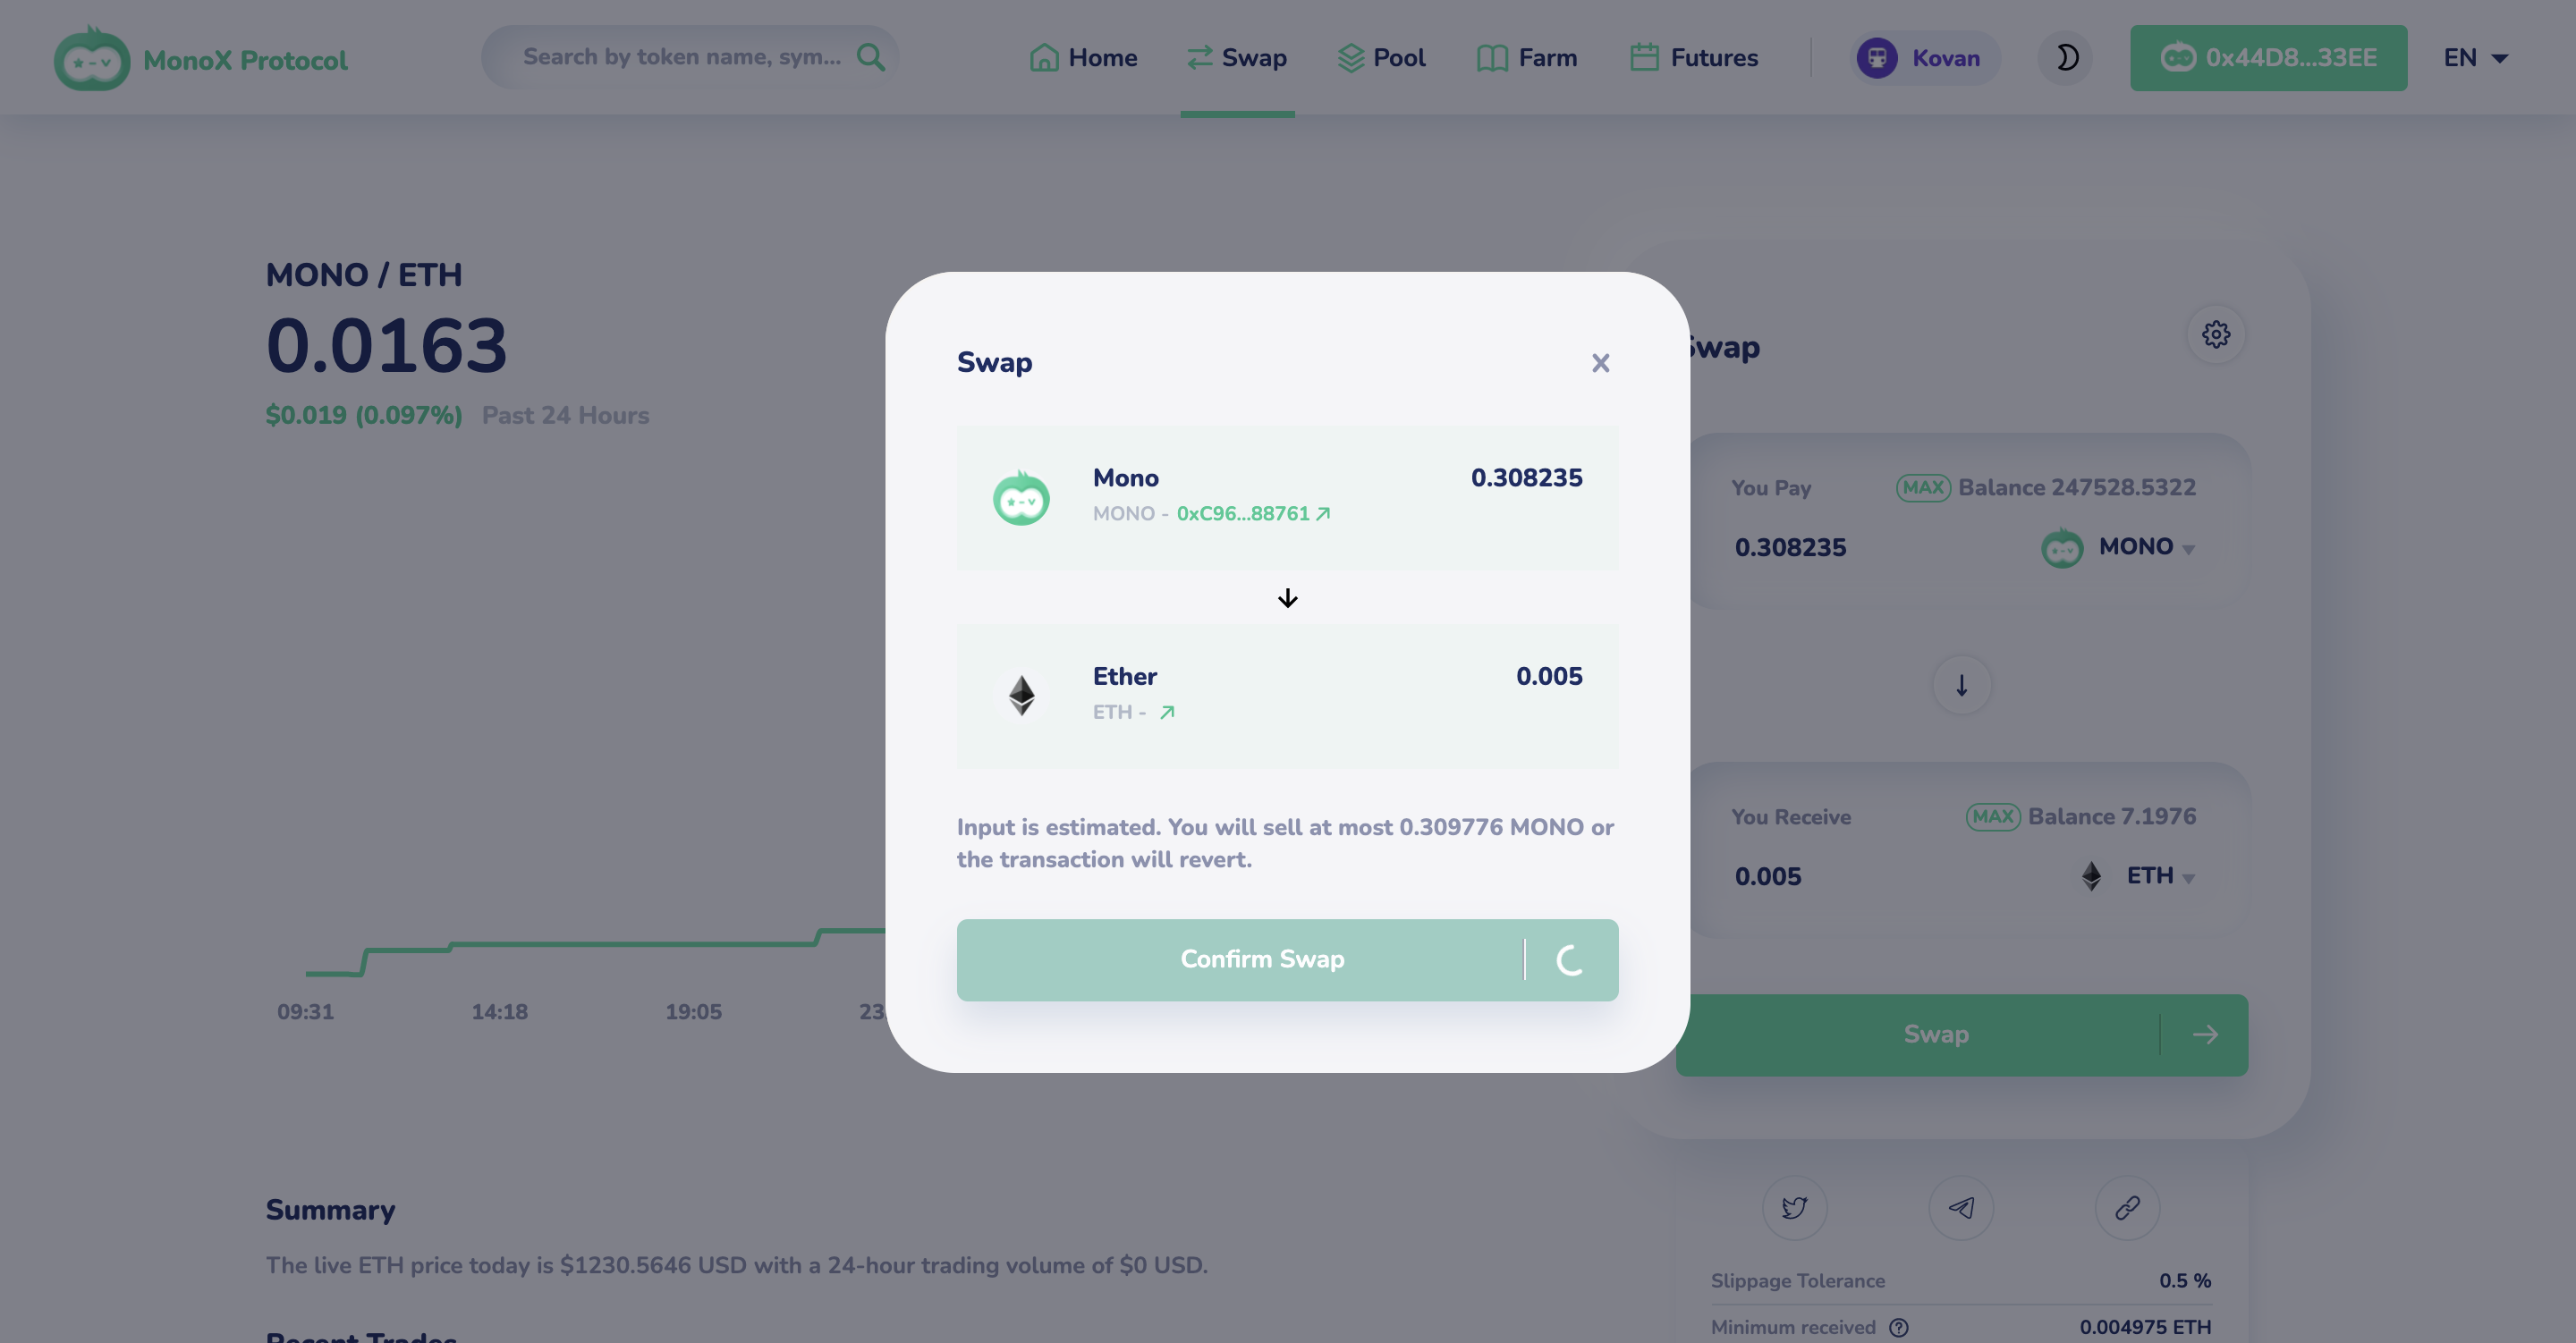 MonoX Protocol
Search by token name, sym...
Home
Swap
Pool
Farm
Futures
Kovan
0x44D8...33EE
EN
MONO / ETH
0.0163
$0.019 (0.097%) Past 24 Hours
09:31
14:18
19:05
23
Swap
x
Mono
0.308235
MONO - 0xC96...88761
Ether
0.005
ETH -
Input is estimated. You will sell at most 0.309776 MONO or
the transaction will revert.
Confirm Swap
Swap
You Pay
MAX Balance 247528.5322
0.308235
MONO
You Receive
MAX Balance 7.1976
0.005
ETH
Swap
Summary
The live ETH price today is $1230.5646 USD with a 24-hour trading volume of $0 USD.
Recent Trades
Slippage Tolerance
0.5 %
Minimum received ?
0.004975 ETH